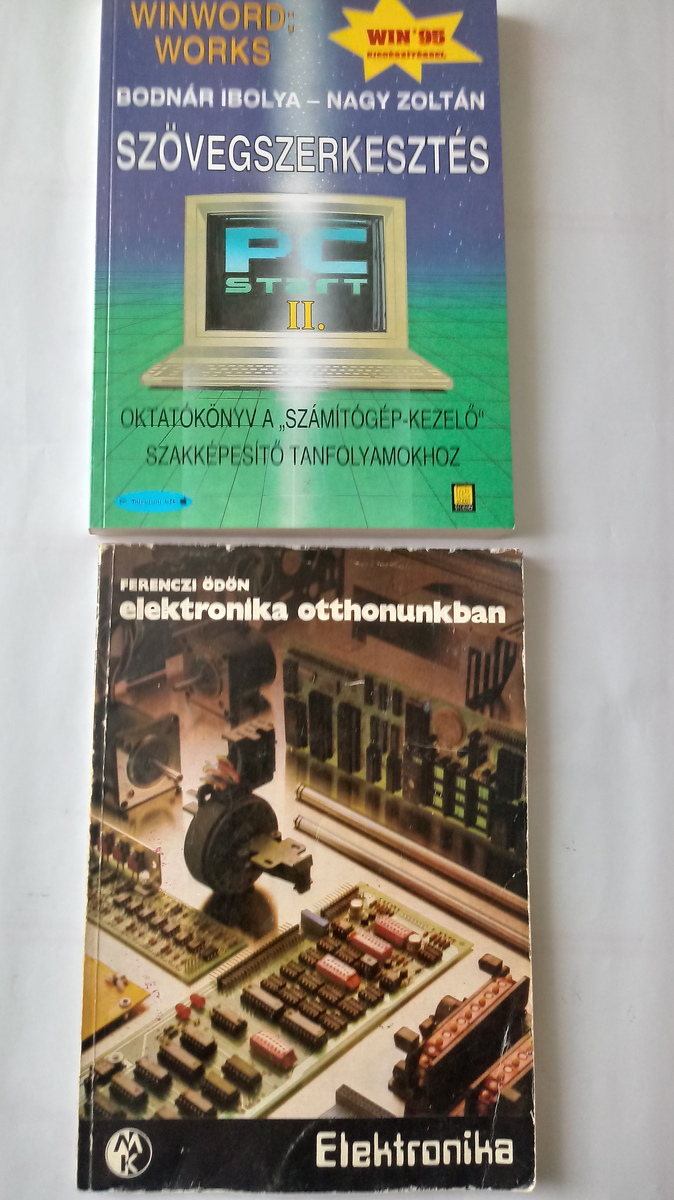 WINWORD;
WORKS
WIN'95
KIEGÉSZÍTÉSSEL
BODNÁR IBOLYA – NAGY ZOLTÁN
SZÖVEGSZERKESZTÉS
PC
START
II.
OKTATÓKÖNYV A „SZÁMÍTÓGÉP-KEZELŐ"
SZAKKÉPESÍTŐ TANFOLYAMOKHOZ
FERENCZI ÖDÖN
elektronika otthonunkban
MK
Elektronika